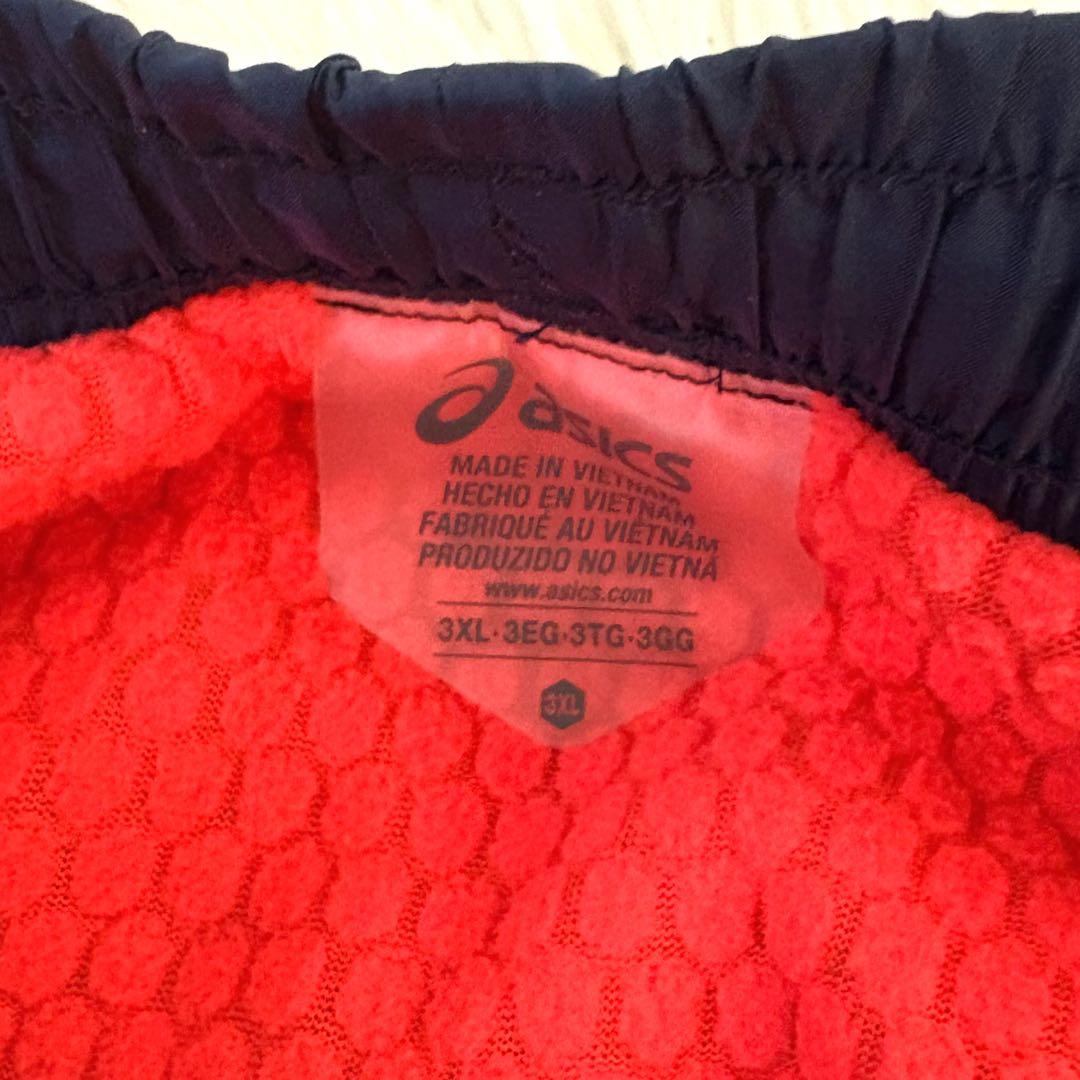 asics
MADE IN VIETNAM
HECHO EN VIETNAM
FABRIQUÉ AU VIÊTNAM
PRODUZIDO NO VIETNÃ
www.asics.com
3XL·3EG·3TG·3GG
3XL